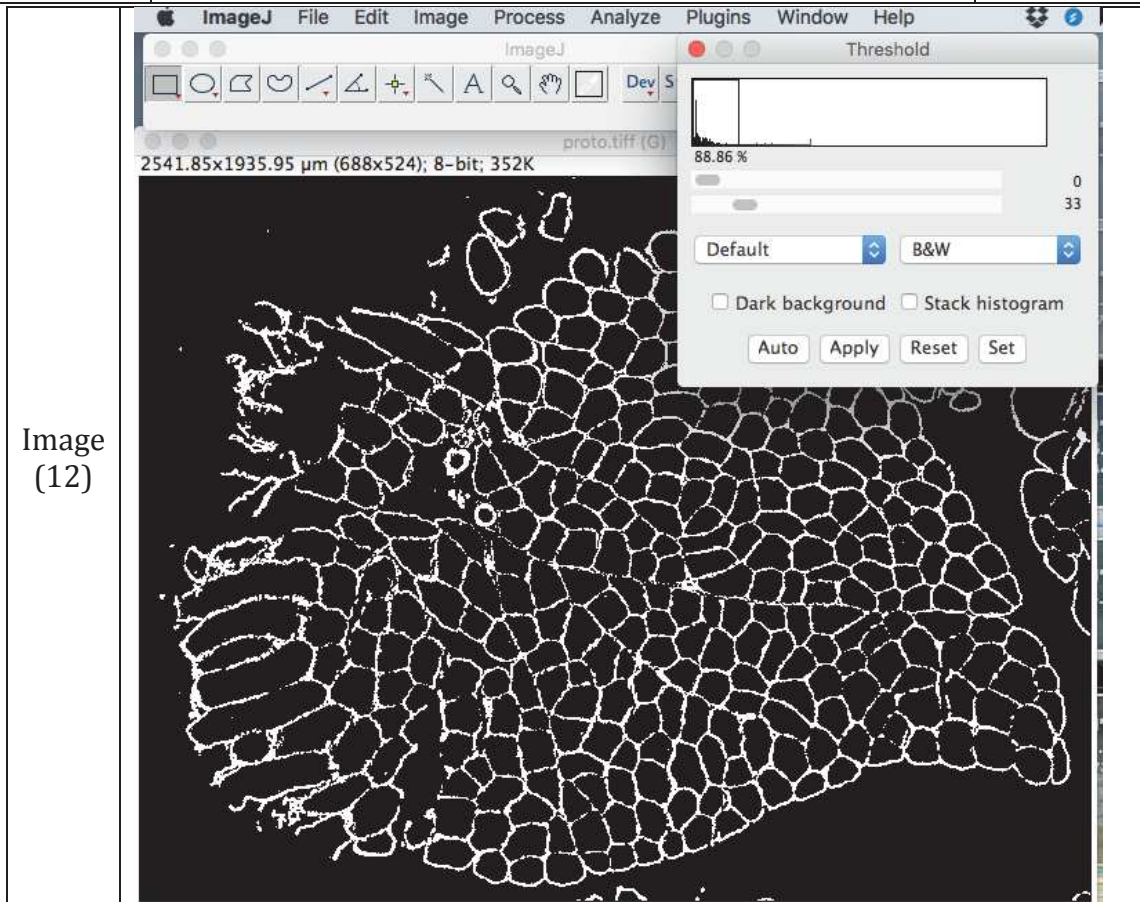 ImageJ File Edit Image Process Analyze Plugins Window Help
ImageJ
Threshold
A Dev S
proto.tiff (G)
2541.85x1935.95 µm (688x524); 8-bit; 352K
88.86 %
0
33
Default B&W
Dark background Stack histogram
Auto Apply Reset Set
Image
(12)